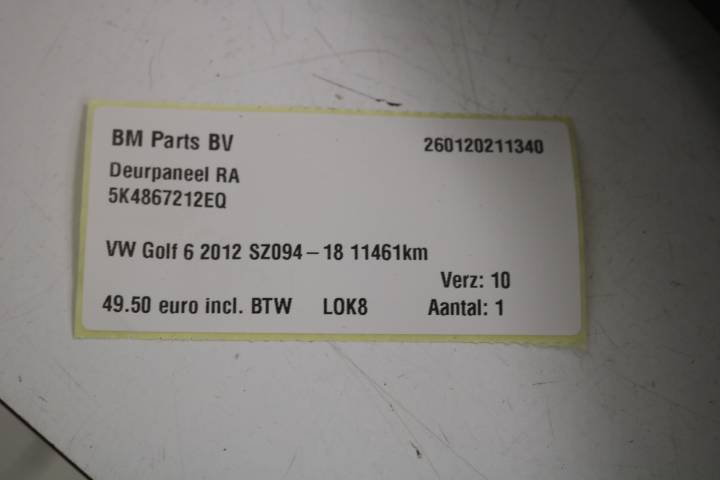 BM Parts BV 260120211340
Deurpaneel RA
5K4867212EQ
VW Golf 6 2012 SZ094-18 11461km
Verz: 10
49.50 euro incl. BTW LOK8 Aantal: 1